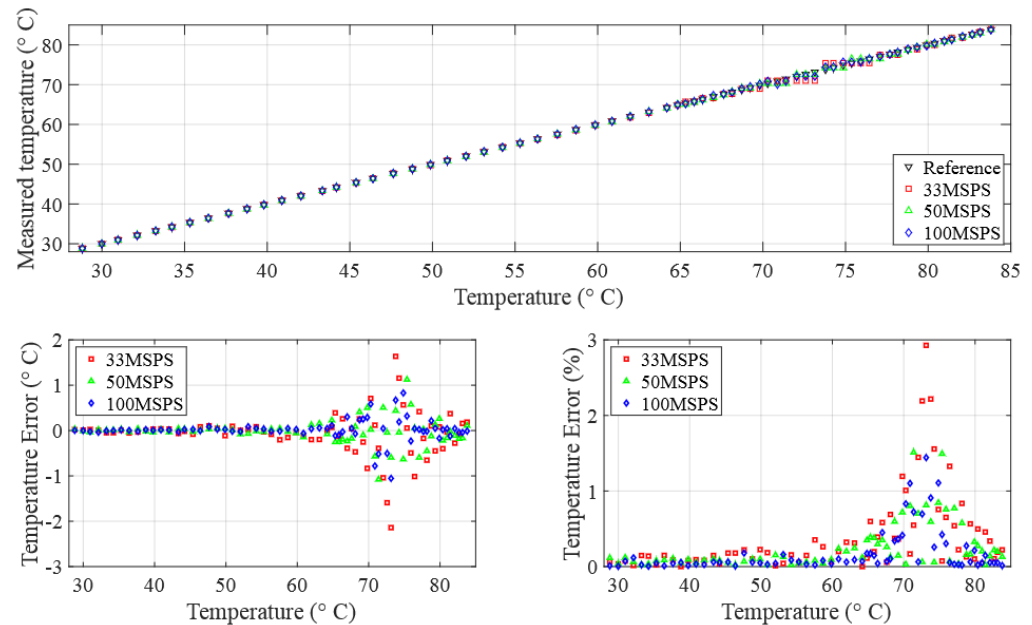 Measured temperature (° C)
80
70
60
50
40
30
30 35 40 45 50 55 60 65 70 75 80 85
Temperature (° C)
Reference
33MSPS
50MSPS
100MSPS
Temperature Error (° C)
2
1
0
-1
-2
-3
30 40 50 60 70 80
Temperature (° C)
33MSPS
50MSPS
100MSPS
Temperature Error (%)
3
2
1
0
30 40 50 60 70 80
Temperature (° C)
33MSPS
50MSPS
100MSPS